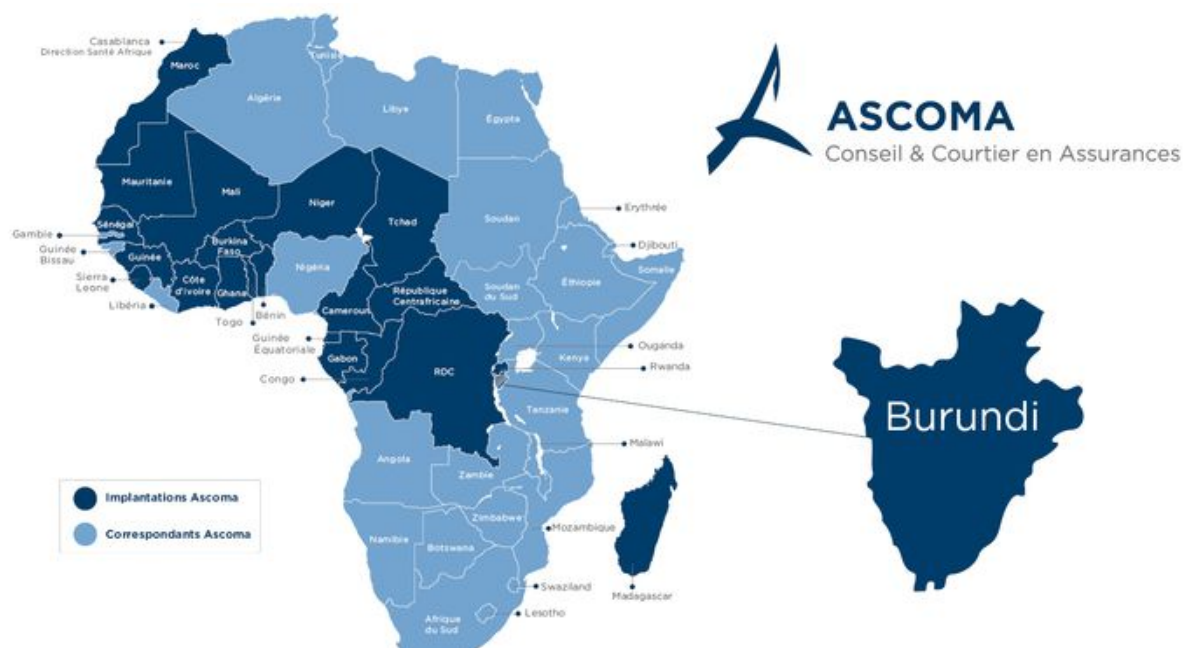 Casablanca
Direction Santé Afrique
Maroc
Tunisie
Algérie
Libye
Égypte
Mauritanie
Mali
Niger
Tchad
Soudan
Erythrée
Sénégal
Gambie
Guinée
Bissau
Guinée
Burkina
Faso
Nigéria
Djibouti
Somalie
Éthiopie
Sierra
Leone
Côte
d'Ivoire
Ghana
Libéria
Togo
Bénin
Cameroun
République
Centrafricaine
Soudan
du Sud
Guinée
Équatoriale
Gabon
Congo
RDC
Ouganda
Kenya
Rwanda
Tanzanie
Malawi
Angola
Zambie
Zimbabwe
Mozambique
Namibie
Botswana
Swaziland
Madagascar
Lesotho
Afrique
du Sud
Implantations Ascoma
Correspondants Ascoma
ASCOMA
Conseil & Courtier en Assurances
Burundi